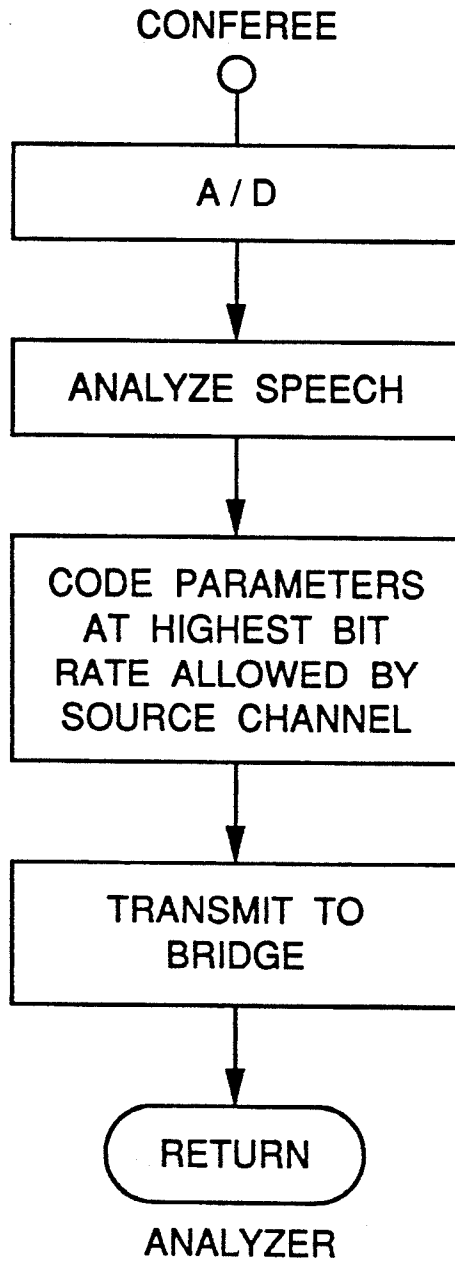 CONFEREE
A / D
ANALYZE SPEECH
CODE PARAMETERS
AT HIGHEST BIT
RATE ALLOWED BY
SOURCE CHANNEL
TRANSMIT TO
BRIDGE
RETURN
ANALYZER